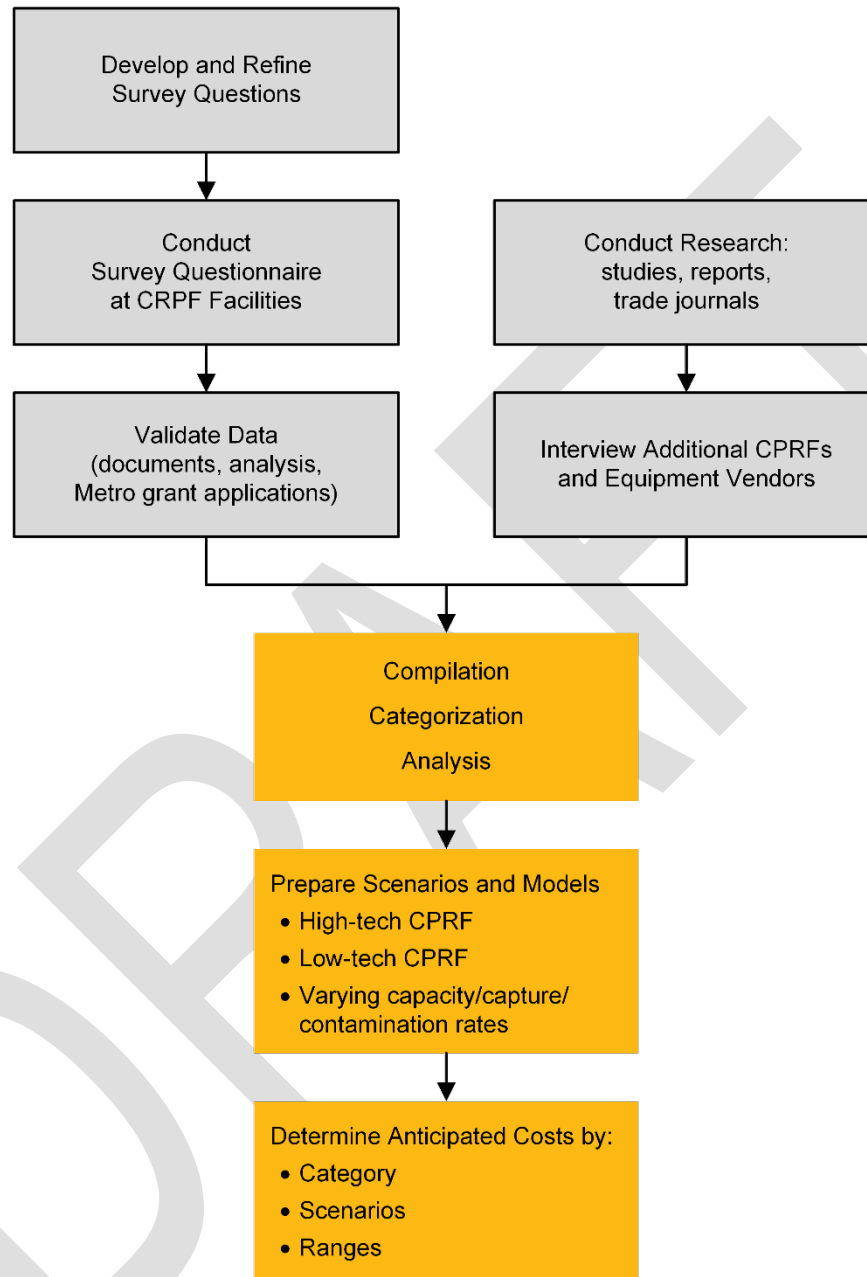 Develop and Refine
Survey Questions
Conduct
Survey Questionnaire
at CRPF Facilities
Conduct Research:
studies, reports,
trade journals
Validate Data
(documents, analysis,
Metro grant applications)
Interview Additional CPRFs
and Equipment Vendors
Compilation
Categorization
Analysis
Prepare Scenarios and Models
• High-tech CPRF
• Low-tech CPRF
• Varying capacity/capture/
contamination rates
Determine Anticipated Costs by:
• Category
• Scenarios
• Ranges
DRAFT